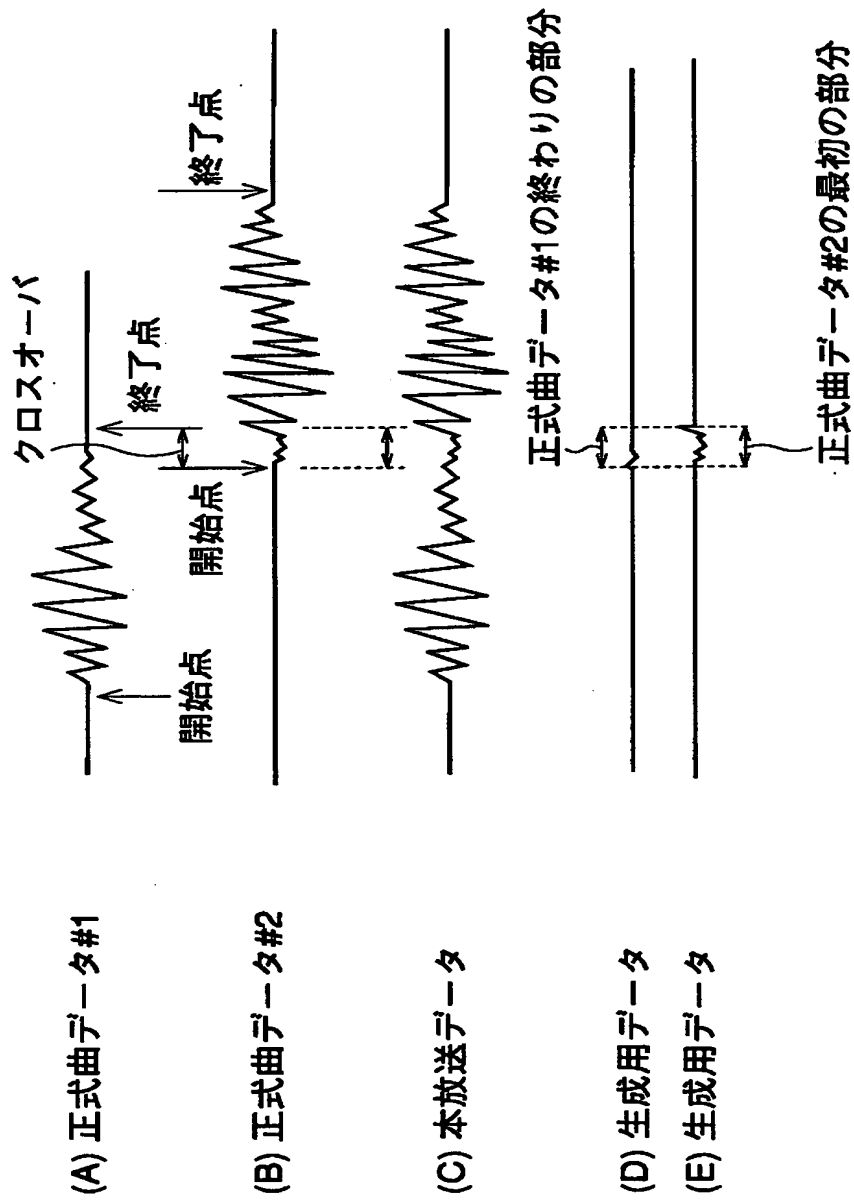 クロスオーバ
(A) 正式曲データ#1
開始点
終了点
(B) 正式曲データ#2
開始点
終了点
(C) 本放送データ
正式曲データ#1の終わりの部分
(D) 生成用データ
(E) 生成用データ
正式曲データ#2の最初の部分